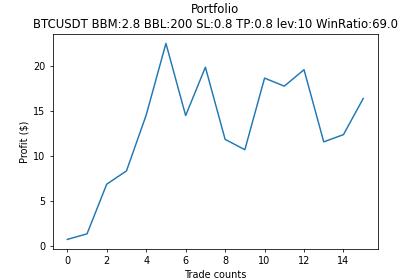 Portfolio
BTCUSDT BBM:2.8 BBL:200 SL:0.8 TP:0.8 lev:10 WinRatio:69.0
Profit ($)
20
15
10
5
0
0 2 4 6 8 10 12 14
Trade counts